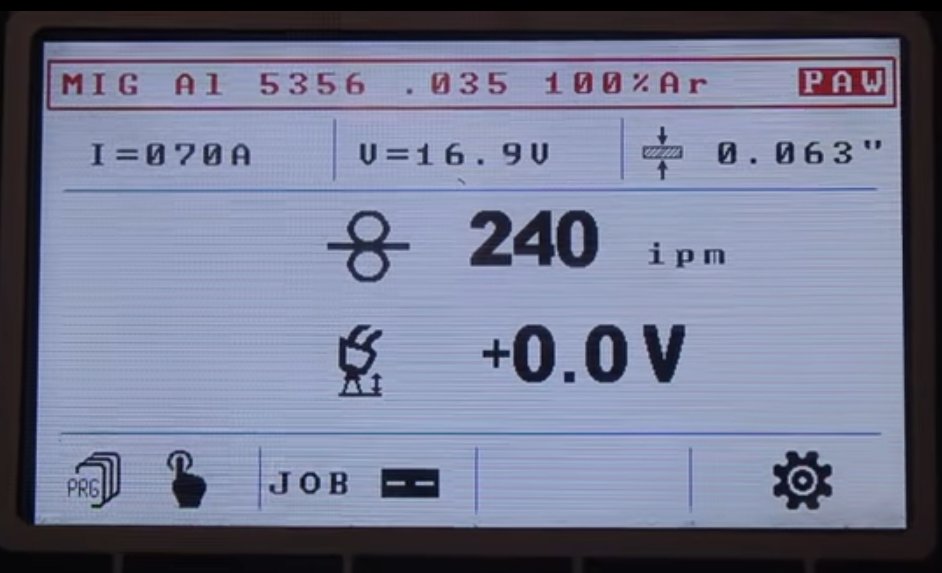 MIG Al 5356 .035 100%Ar PAW
I=070A V=16.9V 0.063"
240 ipm
+0.0V
PRG JOB --